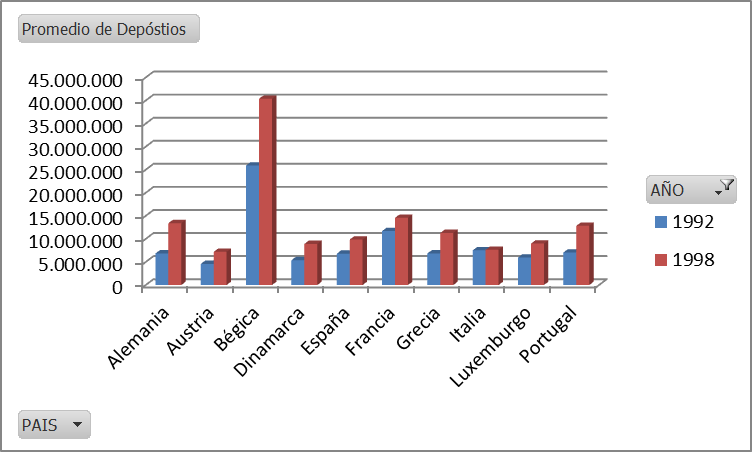 Promedio de Depóstios
45.000.000
40.000.000
35.000.000
30.000.000
25.000.000
20.000.000
15.000.000
10.000.000
5.000.000
0
Alemania
Austria
Bégica
Dinamarca
España
Francia
Grecia
Italia
Luxemburgo
Portugal
AÑO
1992
1998
PAIS